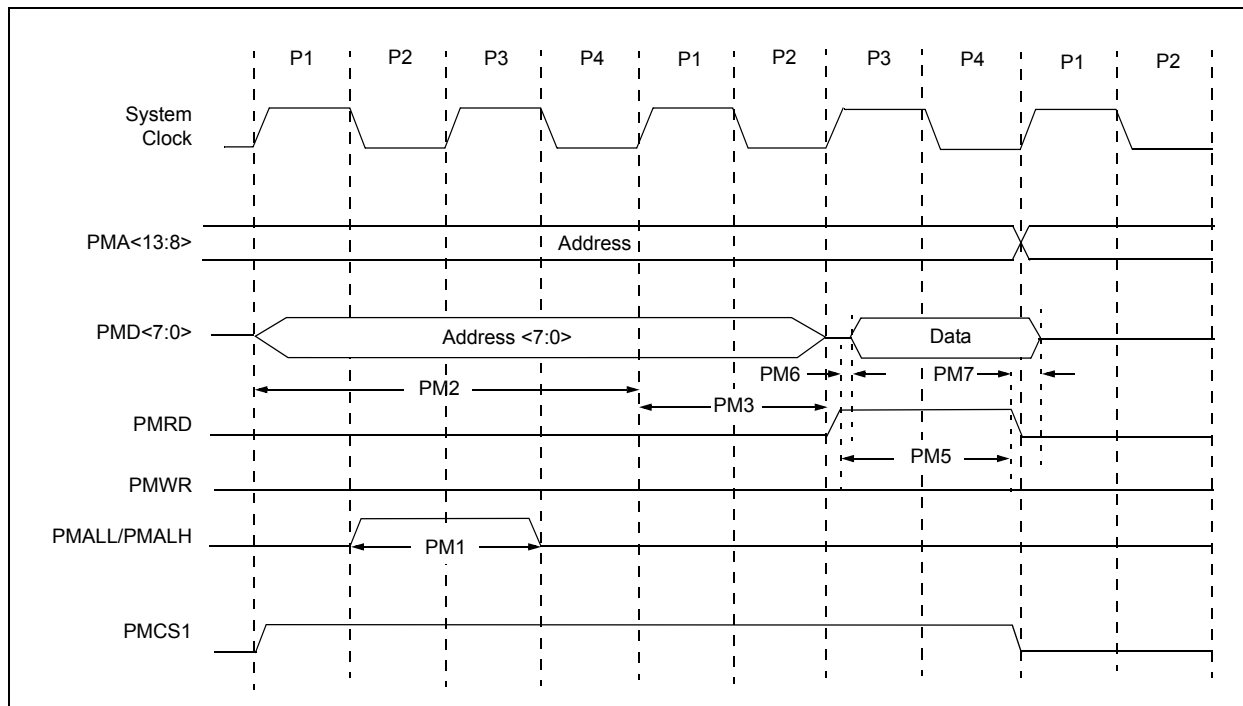 P1 P2 P3 P4 P1 P2 P3 P4 P1 P2
System
Clock
PMA<13:8>
Address
PMD<7:0>
Address <7:0>
Data
PM2
PM6
PM7
PM3
PMRD
PM5
PMWR
PMALL/PMALH
PM1
PMCS1